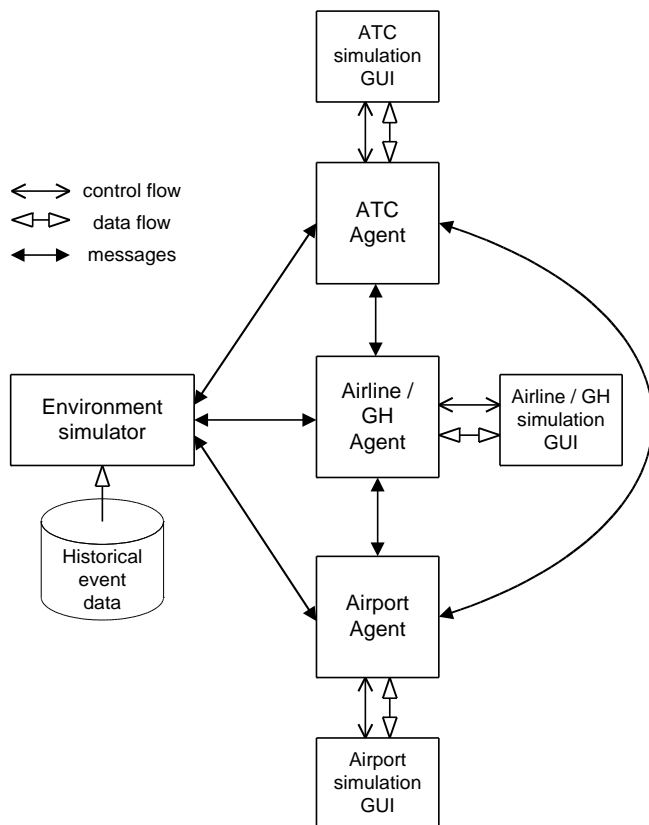 ATC
simulation
GUI
control flow
data flow
messages
ATC
Agent
Environment
simulator
Airline /
GH
Agent
Airline / GH
simulation
GUI
Historical
event
data
Airport
Agent
Airport
simulation
GUI